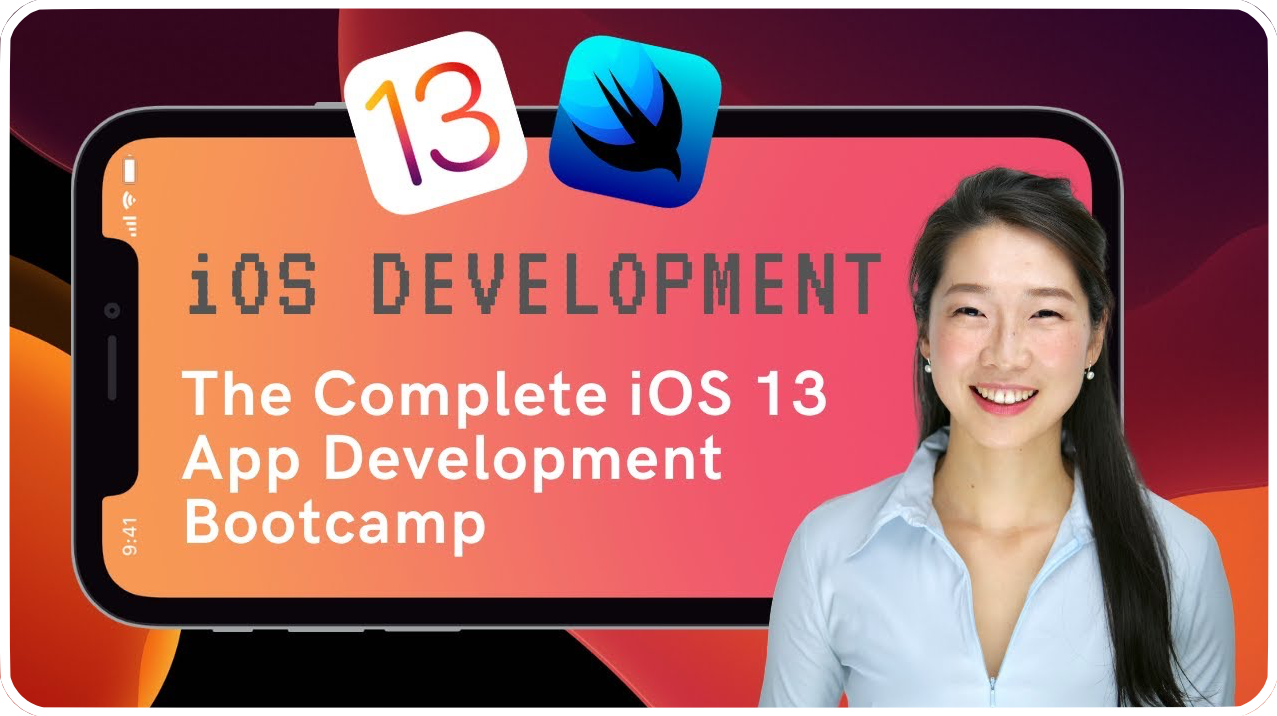 13
iOS DEVELOPMENT
The Complete iOS 13
App Development
Bootcamp
9:41